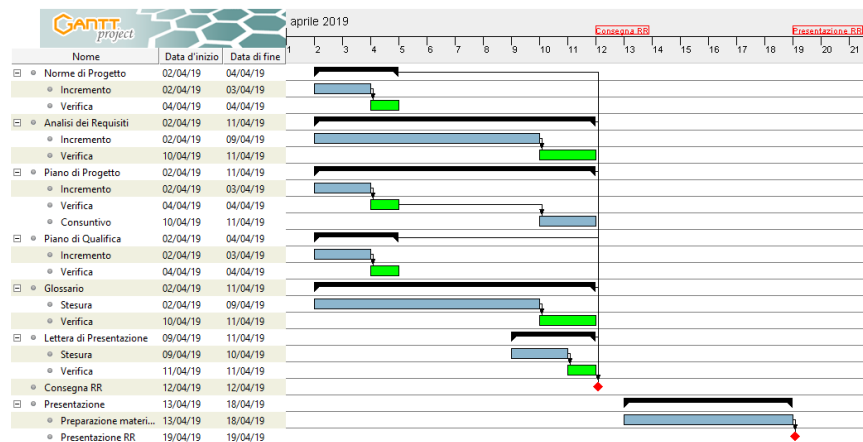 GANTT
project
aprile 2019
Consegna RR
Presentazione RR
1 2 3 4 5 6 7 8 9 10 11 12 13 14 15 16 17 18 19 20 21
Nome Data d'inizio Data di fine
Norme di Progetto 02/04/19 04/04/19
Incremento 02/04/19 03/04/19
Verifica 04/04/19 04/04/19
Analisi dei Requisiti 02/04/19 11/04/19
Incremento 02/04/19 09/04/19
Verifica 10/04/19 11/04/19
Piano di Progetto 02/04/19 11/04/19
Incremento 02/04/19 03/04/19
Verifica 04/04/19 04/04/19
Consuntivo 10/04/19 11/04/19
Piano di Qualifica 02/04/19 04/04/19
Incremento 02/04/19 03/04/19
Verifica 04/04/19 04/04/19
Glossario 02/04/19 11/04/19
Stesura 02/04/19 09/04/19
Verifica 10/04/19 11/04/19
Lettera di Presentazione 09/04/19 11/04/19
Stesura 09/04/19 10/04/19
Verifica 11/04/19 11/04/19
Consegna RR 12/04/19 12/04/19
Presentazione 13/04/19 18/04/19
Preparazione materi... 13/04/19 18/04/19
Presentazione RR 19/04/19 19/04/19